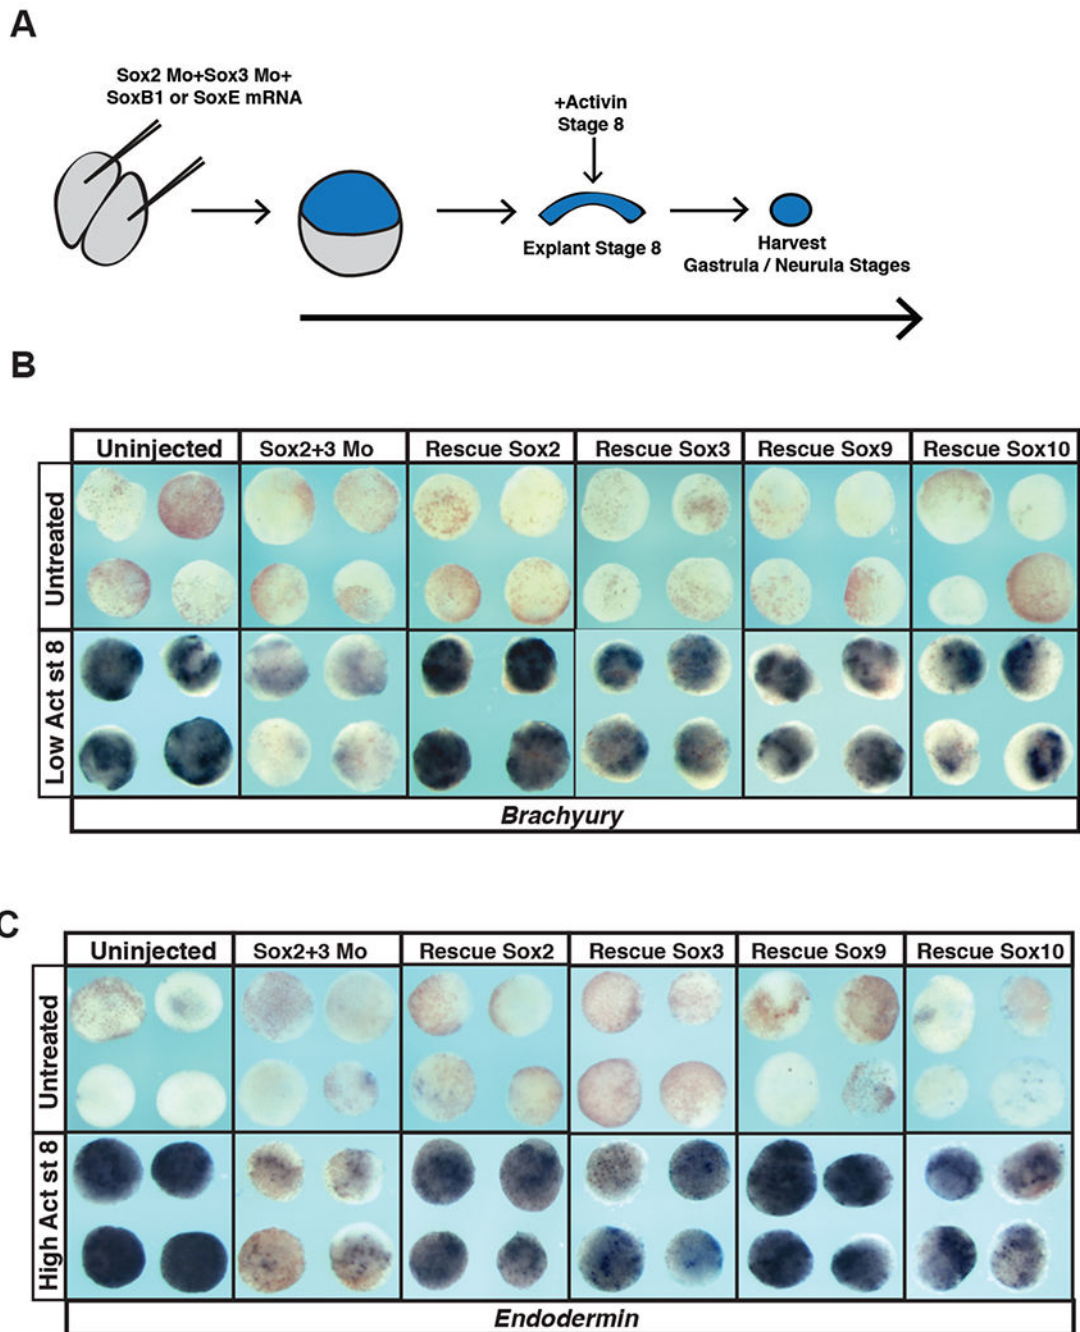 A
Sox2 Mo+Sox3 Mo+
SoxB1 or SoxE mRNA
+Activin
Stage 8
Explant Stage 8
Harvest
Gastrula / Neurula Stages
B
Uninjected Sox2+3 Mo Rescue Sox2 Rescue Sox3 Rescue Sox9 Rescue Sox10
Untreated
Low Act st 8
Brachyury
C
Uninjected Sox2+3 Mo Rescue Sox2 Rescue Sox3 Rescue Sox9 Rescue Sox10
Untreated
High Act st 8
Endodermin